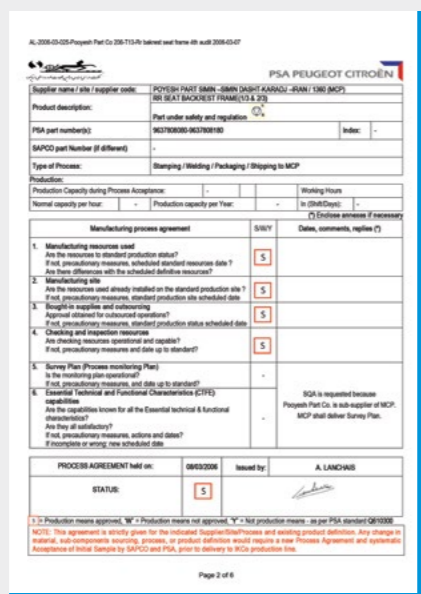 AL-2006-03-025-Pooyesh Part Co 206-T13-Rr bakrest seat frame-4th audit 2006-03-07
PSA PEUGEOT CITROËN
Supplier name / site / supplier code: POYESH PART SIMIN –SIMIN DASHT-KARADJ –IRAN / 1360 (MCP)
Product description: RR SEAT BACKREST FRAME(1/3 & 2/3)
Part under safety and regulation
PSA part number(s): 9637808080-9637808180 Index: -
SAPCO part Number (if different) -
Type of Process: Stamping / Welding / Packaging / Shipping to MCP
Production:
Production Capacity during Process Acceptance: - Working Hours
Normal capacity per hour: - Production capacity per Year: - In (Shift/Days): -
(*) Enclose annexes if necessary
Manufacturing process agreement S/W/Y Dates, comments, replies (*)
1. Manufacturing resources used
Are the resources to standard production status?
If not, precautionary measures, scheduled standard resources date ?
Are there differences with the scheduled definitive resources?
S
2. Manufacturing site
Are the resources used already installed on the standard production site ?
If not, precautionary measures, standard production site scheduled date
S
3. Bought-in supplies and outsourcing
Approval obtained for outsourced operations?
If not, precautionary measures, standard production status scheduled date
S
4. Checking and inspection resources
Are checking resources operational and capable?
If not, precautionary measures and date up to standard?
S
5. Survey Plan (Process monitoring Plan)
Is the monitoring plan operational?
If not, precautionary measures, and date up to standard?
-
6. Essential Technical and Functional Characteristics (CTFE)
capabilities
Are the capabilities known for all the Essential technical & functional
characteristics?
Are they all satisfactory?
If not, precautionary measures, actions and dates?
If incomplete or wrong: new scheduled date
-
SQA is requested because
Pooyesh Part Co. is sub-supplier of MCP.
MCP shall deliver Survey Plan.
PROCESS AGREEMENT held on: 08/03/2006 Issued by: A. LANCHAIS
STATUS: S
S = Production means approved, "W" = Production means not approved, "Y" = Not production means - as per PSA standard Q610300
NOTE: This agreement is strictly given for the indicated Supplier/Site/Process and existing product definition. Any change in
material, sub-components sourcing, process, or product definition would require a new Process Agreement and systematic
Acceptance of Initial Sample by SAPCO and PSA, prior to delivery to IKCo production line.
Page 2 of 6